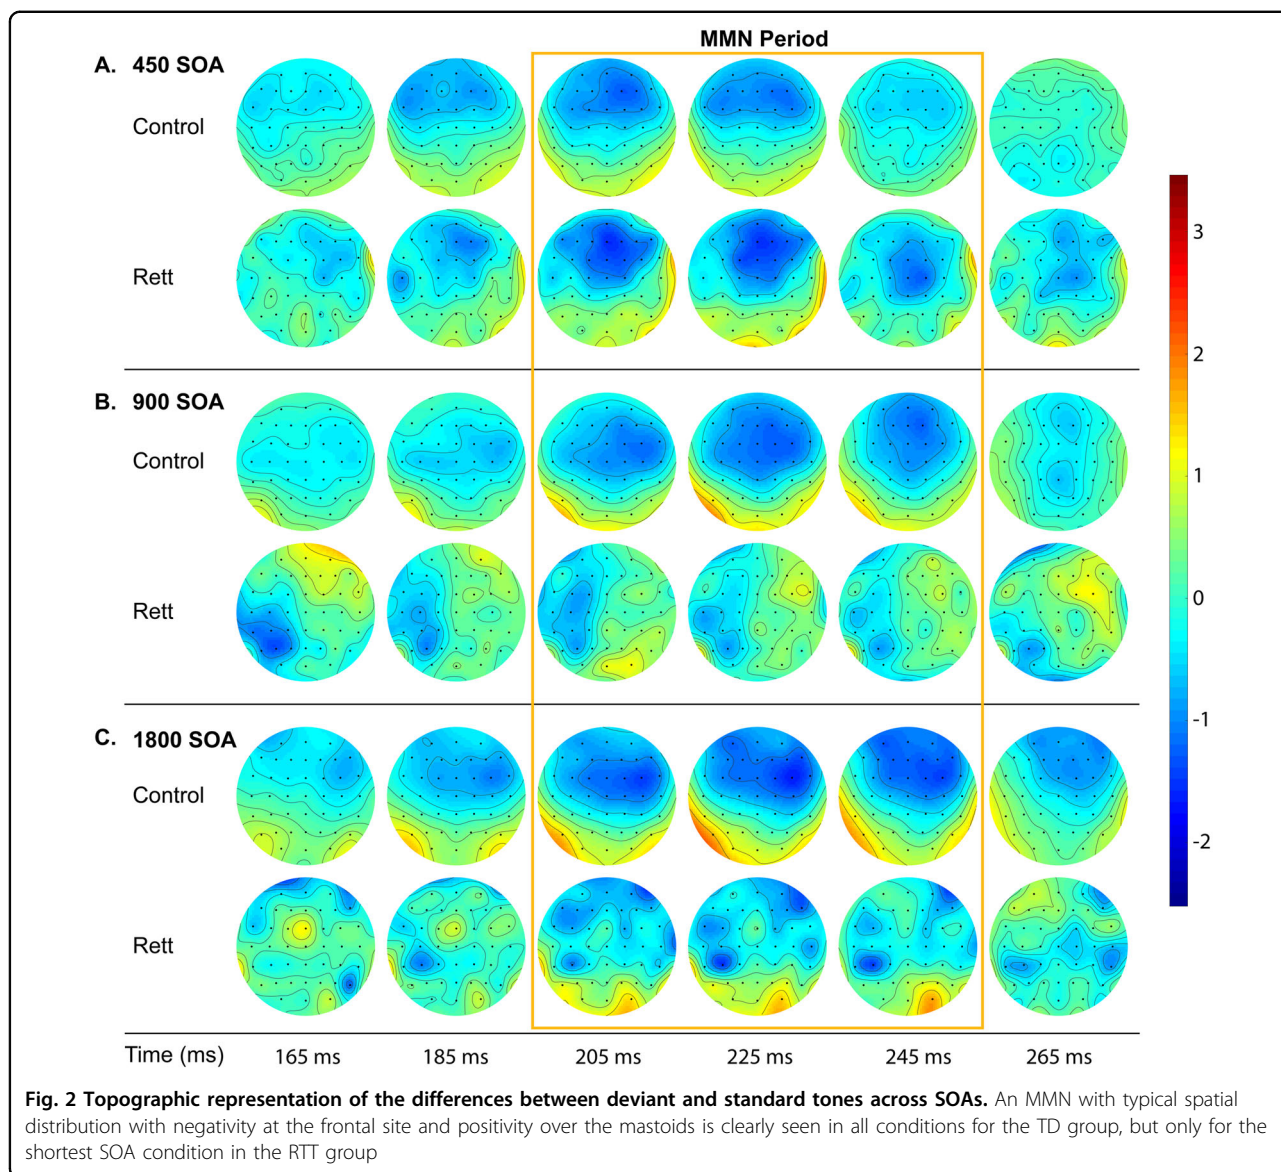 MMN Period
A. 450 SOA
Control
Rett
B. 900 SOA
Control
Rett
C. 1800 SOA
Control
Rett
3
2
1
0
-1
-2
Time (ms) 165 ms 185 ms 205 ms 225 ms 245 ms 265 ms
Fig. 2 Topographic representation of the differences between deviant and standard tones across SOAs. An MMN with typical spatial
distribution with negativity at the frontal site and positivity over the mastoids is clearly seen in all conditions for the TD group, but only for the
shortest SOA condition in the RTT group